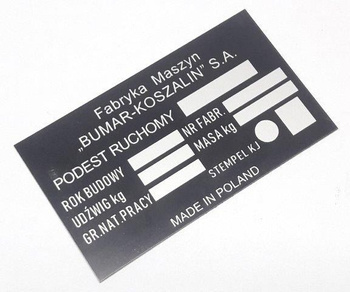 Fabryka Maszyn
„BUMAR-KOSZALIN” S.A.
PODEST RUCHOMY
ROK BUDOWY NR FABR.
UDŹWIG kg MASA kg
GR.NAT.PRACY STEMPEL KJ
MADE IN POLAND